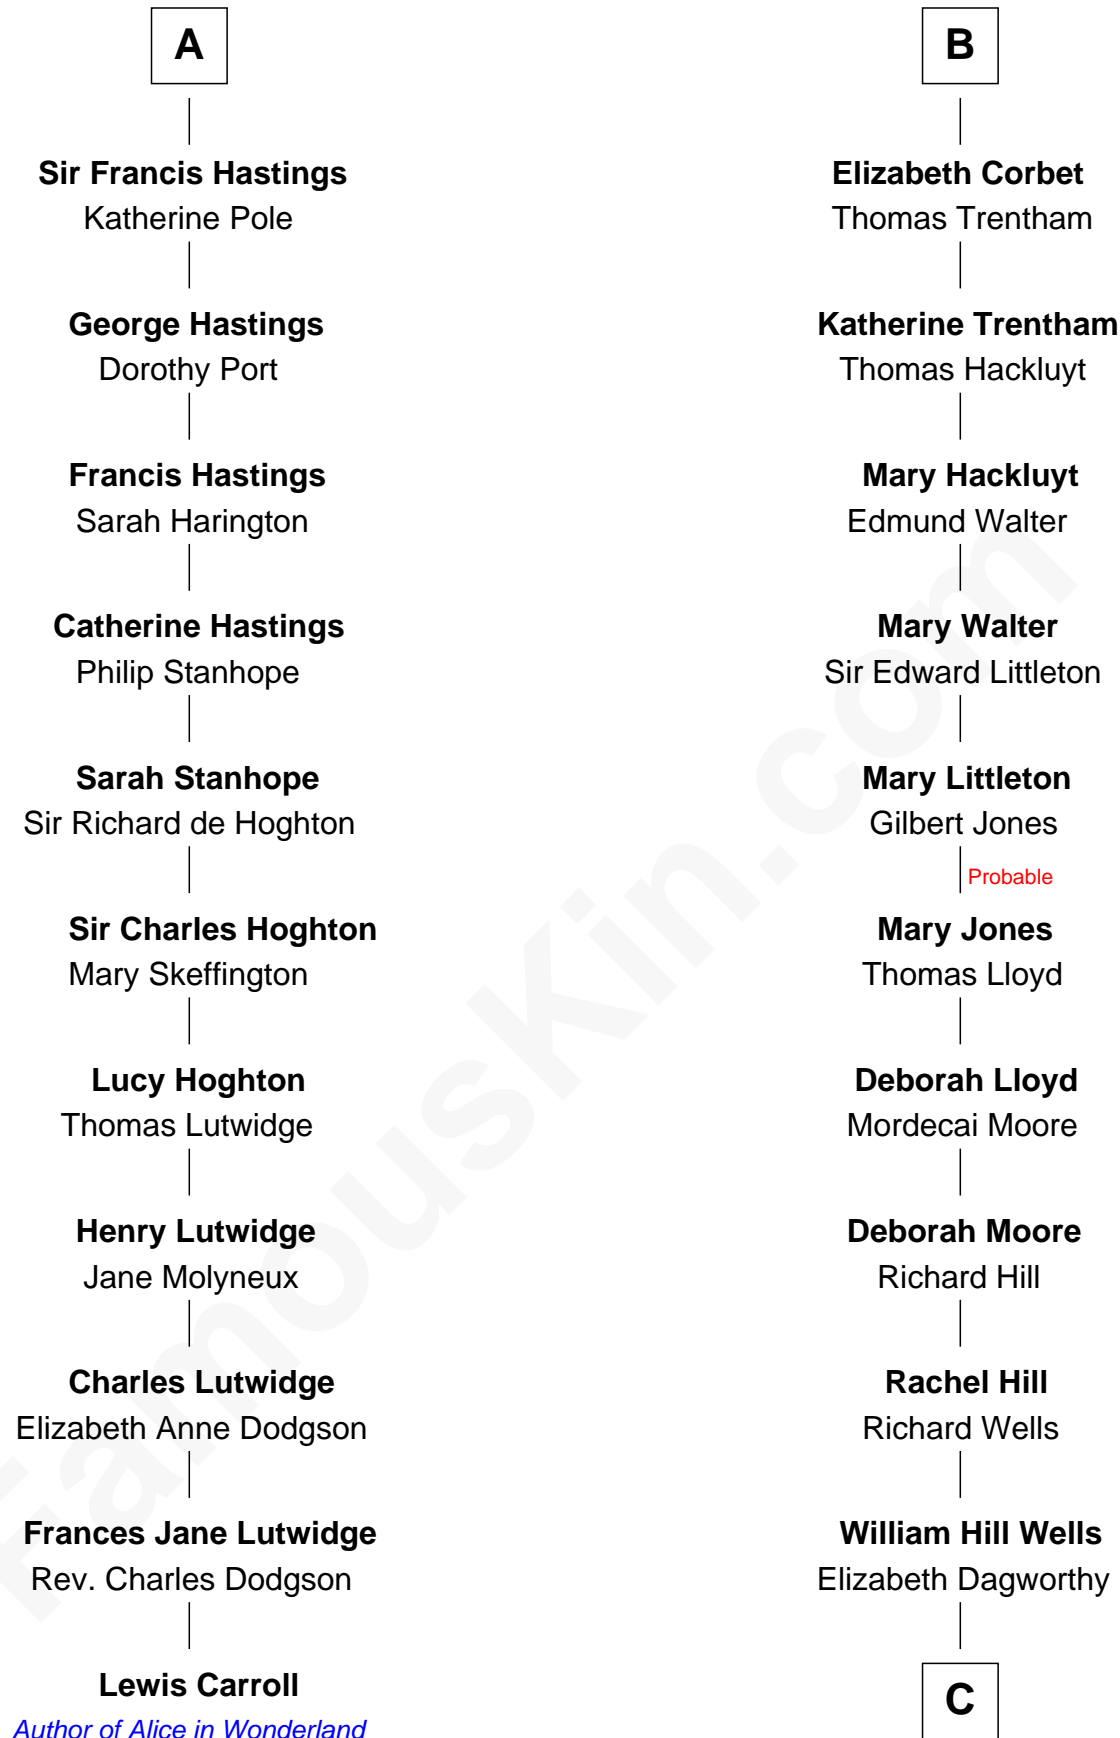 A
Sir Francis Hastings
Katherine Pole
George Hastings
Dorothy Port
Francis Hastings
Sarah Harington
Catherine Hastings
Philip Stanhope
Sarah Stanhope
Sir Richard de Hoghton
Sir Charles Hoghton
Mary Skeffington
Lucy Hoghton
Thomas Lutwidge
Henry Lutwidge
Jane Molyneux
Charles Lutwidge
Elizabeth Anne Dodgson
Frances Jane Lutwidge
Rev. Charles Dodgson
Lewis Carroll
Author of Alice in Wonderland
B
Elizabeth Corbet
Thomas Trentham
Katherine Trentham
Thomas Hackluyt
Mary Hackluyt
Edmund Walter
Mary Walter
Sir Edward Littleton
Mary Littleton
Gilbert Jones
Probable
Mary Jones
Thomas Lloyd
Deborah Lloyd
Mordecai Moore
Deborah Moore
Richard Hill
Rachel Hill
Richard Wells
William Hill Wells
Elizabeth Dagworthy
C
FamousKin.com